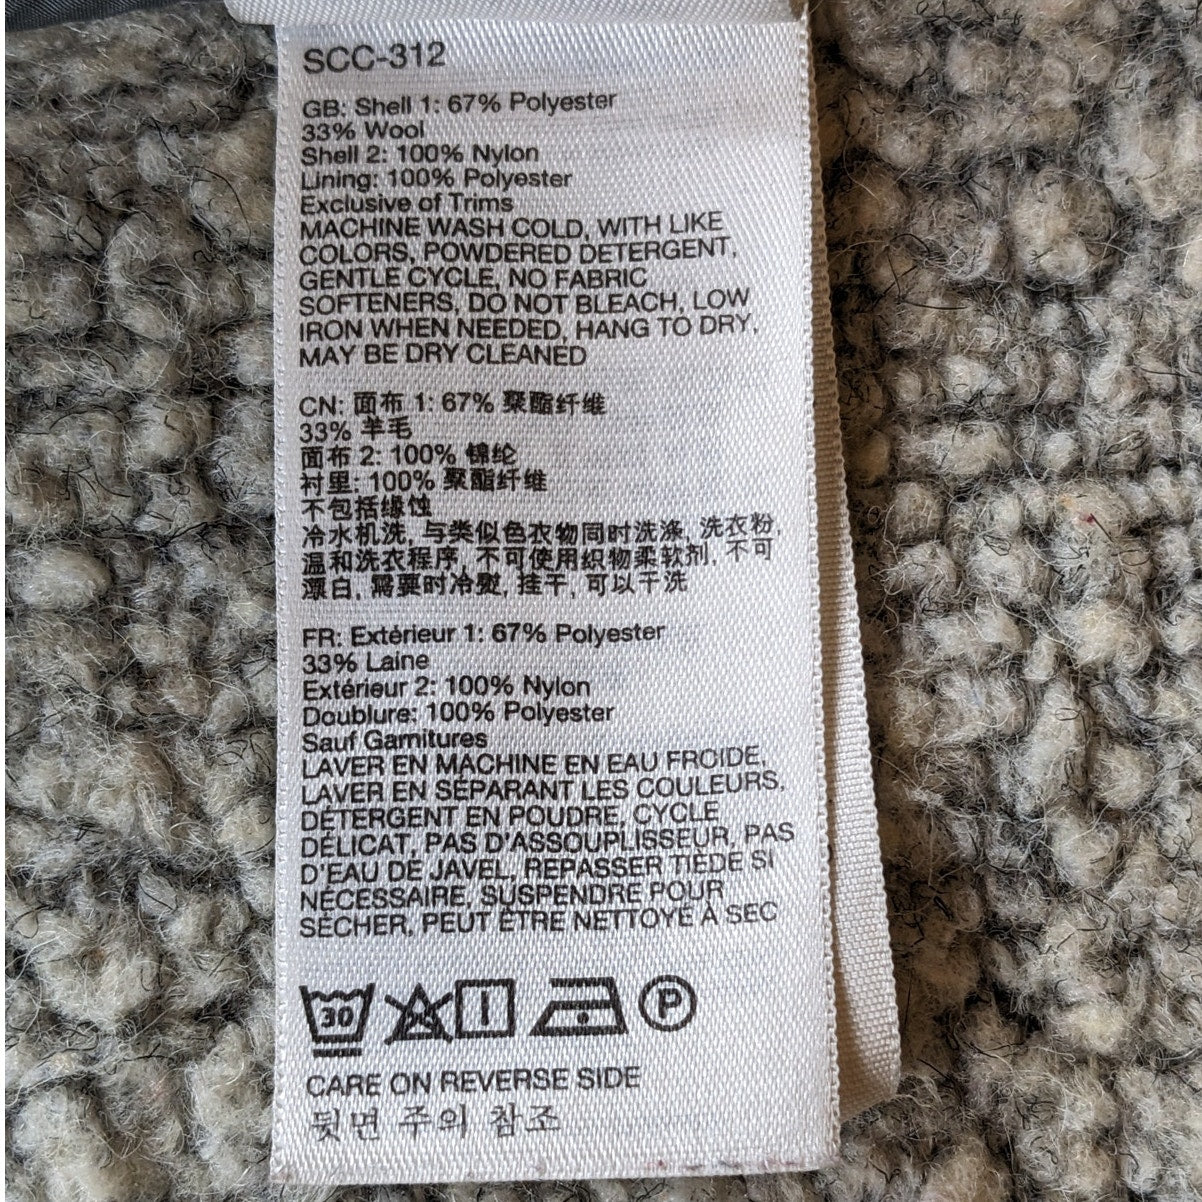 SCC-312
GB: Shell 1: 67% Polyester
33% Wool
Shell 2: 100% Nylon
Lining: 100% Polyester
Exclusive of Trims
MACHINE WASH COLD, WITH LIKE
COLORS, POWDERED DETERGENT,
GENTLE CYCLE, NO FABRIC
SOFTENERS, DO NOT BLEACH, LOW
IRON WHEN NEEDED, HANG TO DRY,
MAY BE DRY CLEANED
CN: 面布 1: 67% 聚酯纤维
33% 羊毛
面布 2: 100% 锦纶
衬里: 100% 聚酯纤维
不包括缘蚀
冷水机洗, 与类似色衣物同时洗涤, 洗衣粉,
温和洗衣程序, 不可使用织物柔软剂, 不可
漂白, 需要时冷熨, 挂干, 可以干洗
FR: Extérieur 1: 67% Polyester
33% Laine
Extérieur 2: 100% Nylon
Doublure: 100% Polyester
Sauf Garnitures
LAVER EN MACHINE EN EAU FROIDE,
LAVER EN SÉPARANT LES COULEURS,
DÉTERGENT EN POUDRE, CYCLE
DÉLICAT, PAS D'ASSOUPLISSEUR, PAS
D'EAU DE JAVEL, REPASSER TIÈDE SI
NÉCESSAIRE, SUSPENDRE POUR
SÉCHER, PEUT ÊTRE NETTOYÉ À SEC
30 P
CARE ON REVERSE SIDE
뒷면 주의 참조